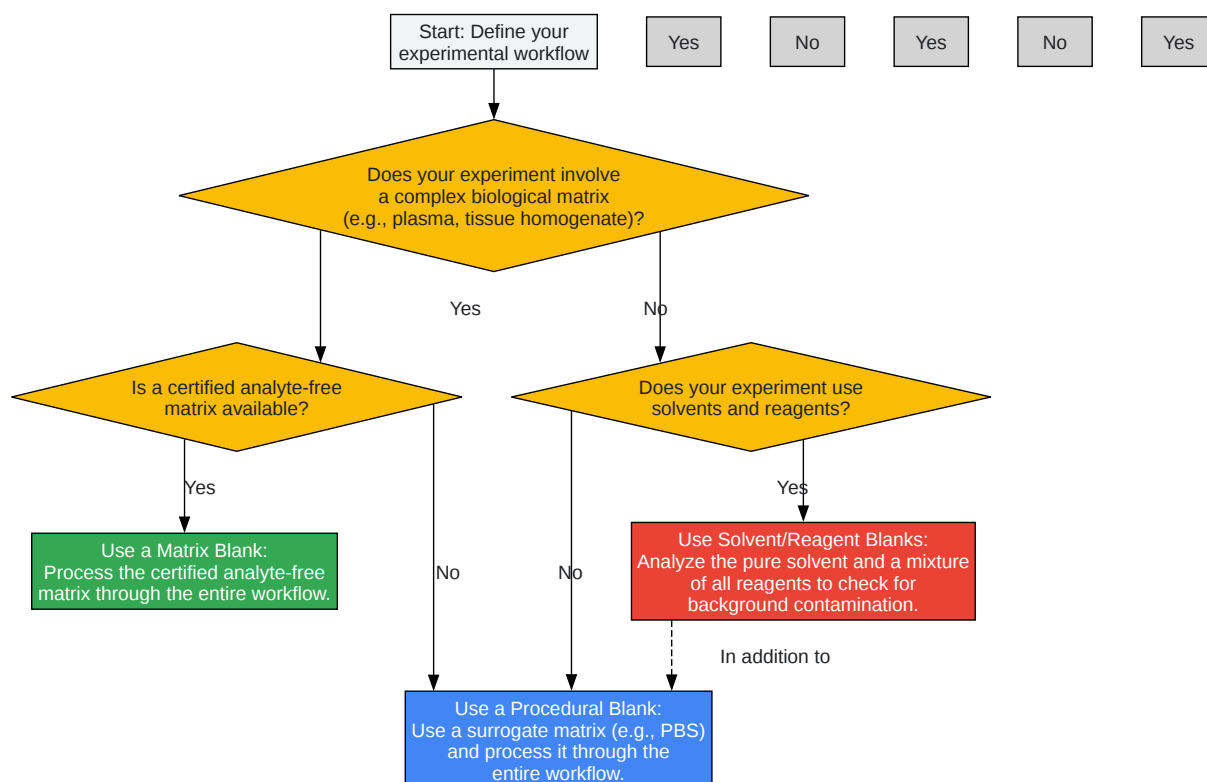 Start: Define your
experimental workflow
Yes
No
Yes
No
Yes
Does your experiment involve
a complex biological matrix
(e.g., plasma, tissue homogenate)?
Yes
No
Is a certified analyte-free
matrix available?
Does your experiment use
solvents and reagents?
Yes
Yes
Use a Matrix Blank:
Process the certified analyte-free
matrix through the entire workflow.
No
No
Use Solvent/Reagent Blanks:
Analyze the pure solvent and a mixture
of all reagents to check for
background contamination.
In addition to
Use a Procedural Blank:
Use a surrogate matrix (e.g., PBS)
and process it through the
entire workflow.